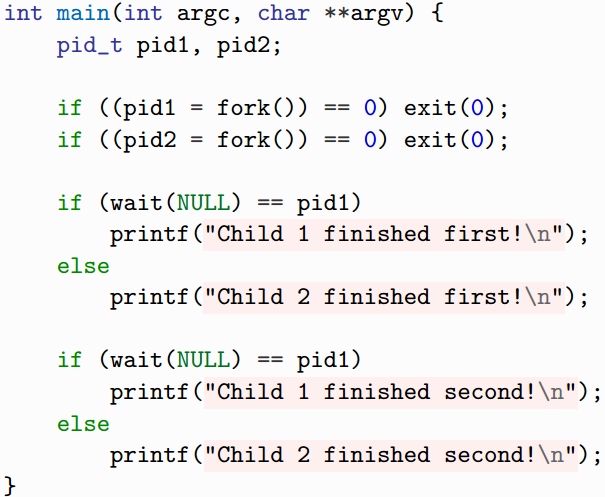 int main(int argc, char **argv) {
    pid_t pid1, pid2;

    if ((pid1 = fork()) == 0) exit(0);
    if ((pid2 = fork()) == 0) exit(0);

    if (wait(NULL) == pid1)
        printf("Child 1 finished first!\n");
    else
        printf("Child 2 finished first!\n");

    if (wait(NULL) == pid1)
        printf("Child 1 finished second!\n");
    else
        printf("Child 2 finished second!\n");
}